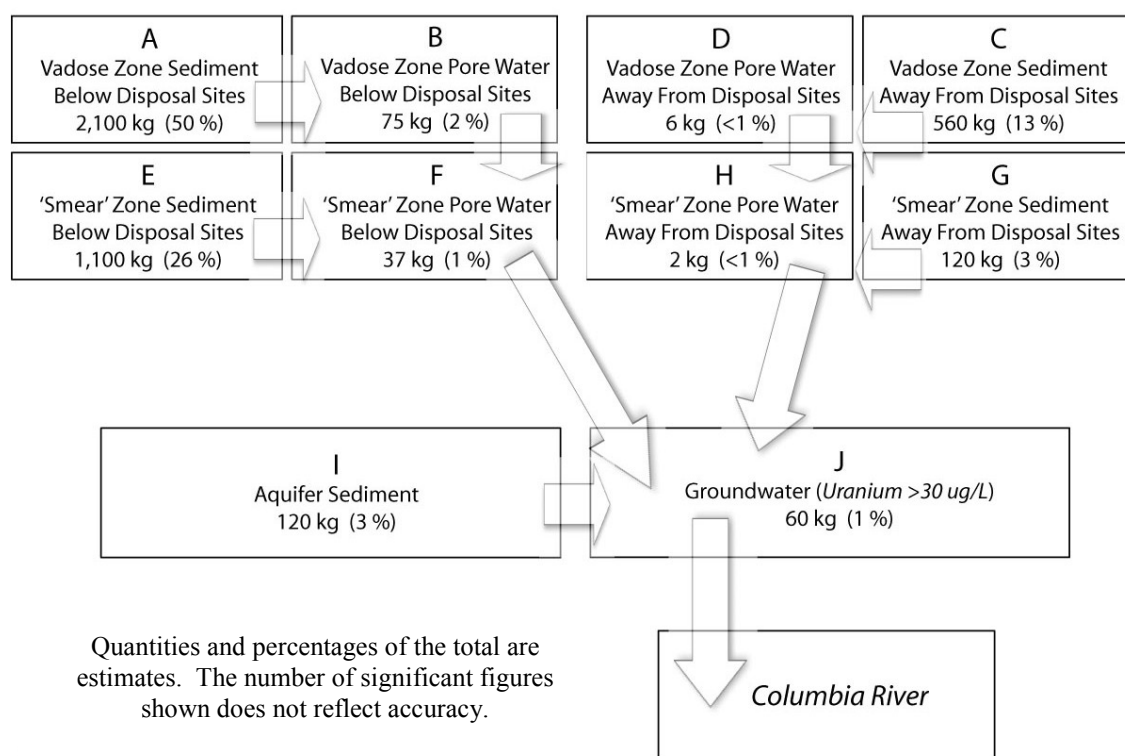 A
Vadose Zone Sediment
Below Disposal Sites
2,100 kg (50 %)
B
Vadose Zone Pore Water
Below Disposal Sites
75 kg (2 %)
D
Vadose Zone Pore Water
Away From Disposal Sites
6 kg (<1 %)
C
Vadose Zone Sediment
Away From Disposal Sites
560 kg (13 %)
E
‘Smear’ Zone Sediment
Below Disposal Sites
1,100 kg (26 %)
F
‘Smear’ Zone Pore Water
Below Disposal Sites
37 kg (1 %)
H
‘Smear’ Zone Pore Water
Away From Disposal Sites
2 kg (<1 %)
G
‘Smear’ Zone Sediment
Away From Disposal Sites
120 kg (3 %)
I
Aquifer Sediment
120 kg (3 %)
J
Groundwater (Uranium >30 ug/L)
60 kg (1 %)
Quantities and percentages of the total are
estimates. The number of significant figures
shown does not reflect accuracy.
Columbia River